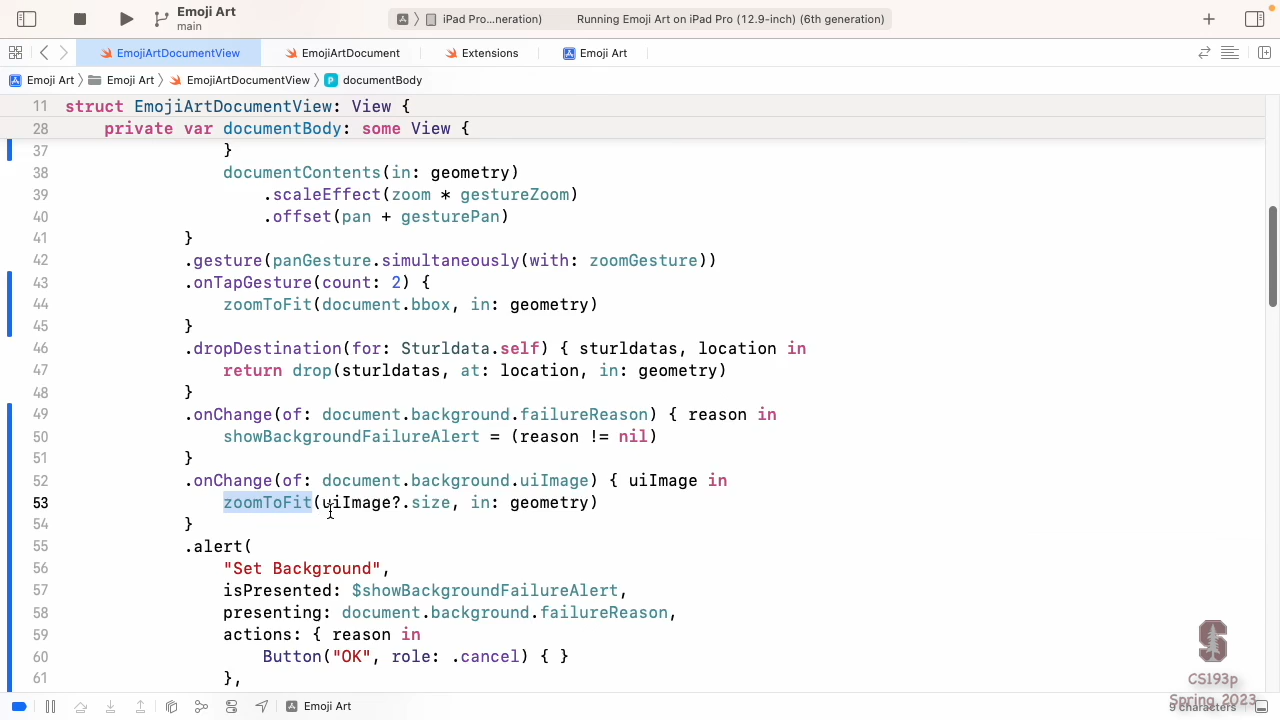 Emoji Art
main
iPad Pro...neration)
Running Emoji Art on iPad Pro (12.9-inch) (6th generation)
EmojiArtDocumentView
EmojiArtDocument
Extensions
Emoji Art
Emoji Art
Emoji Art
EmojiArtDocumentView
P documentBody
11 struct EmojiArtDocumentView: View {
28 private var documentBody: some View {
37 }
38 documentContents(in: geometry)
39 .scaleEffect(zoom * gestureZoom)
40 .offset(pan + gesturePan)
41 }
42 .gesture(panGesture.simultaneously(with: zoomGesture))
43 .onTapGesture(count: 2) {
44 zoomToFit(document.bbox, in: geometry)
45 }
46 .dropDestination(for: Sturldata.self) { sturldatas, location in
47 return drop(sturldatas, at: location, in: geometry)
48 }
49 .onChange(of: document.background.failureReason) { reason in
50 showBackgroundFailureAlert = (reason != nil)
51 }
52 .onChange(of: document.background.uiImage) { uiImage in
53 zoomToFit(uiImage?.size, in: geometry)
54 }
55 .alert(
56 "Set Background",
57 isPresented: $showBackgroundFailureAlert,
58 presenting: document.background.failureReason,
59 actions: { reason in
60 Button("OK", role: .cancel) { }
61 },
S
CS193p
Spring 2023
Emoji Art
9 characters